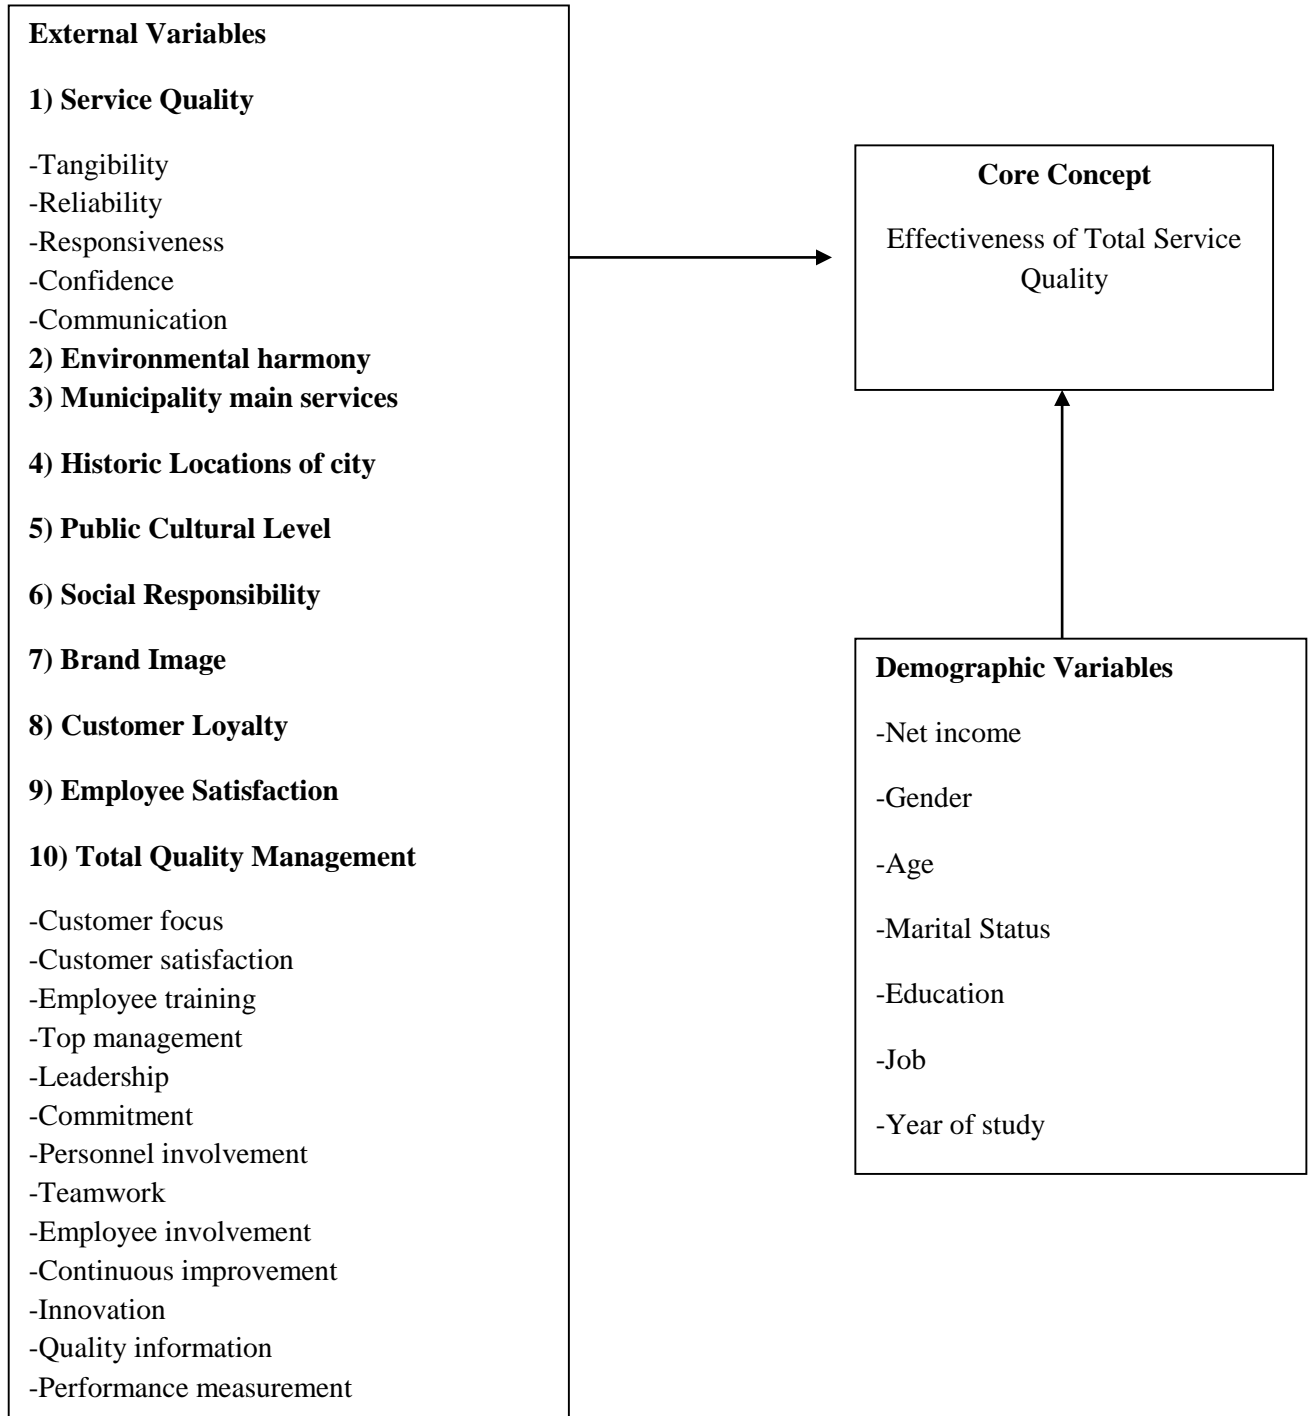 External Variables
1) Service Quality
-Tangibility
-Reliability
-Responsiveness
-Confidence
-Communication
2) Environmental harmony
3) Municipality main services
4) Historic Locations of city
5) Public Cultural Level
6) Social Responsibility
7) Brand Image
8) Customer Loyalty
9) Employee Satisfaction
10) Total Quality Management
-Customer focus
-Customer satisfaction
-Employee training
-Top management
-Leadership
-Commitment
-Personnel involvement
-Teamwork
-Employee involvement
-Continuous improvement
-Innovation
-Quality information
-Performance measurement
Core Concept
Effectiveness of Total Service
Quality
Demographic Variables
-Net income
-Gender
-Age
-Marital Status
-Education
-Job
-Year of study